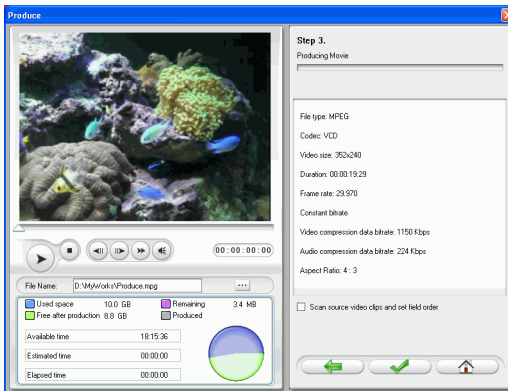 Produce
Step 3.
Producing Movie
File type: MPEG
Codec: VCD
Video size: 352x240
Duration: 00:00:19:29
Frame rate: 29.970
Constant bitrate
Video compression data bitrate: 1150 Kbps
Audio compression data bitrate: 224 Kbps
Aspect Ratio: 4 : 3
Scan source video clips and set field order
00:00:00:00
File Name: D:\MyWorks\Produce.mpg ...
Used space 10.0 GB Remaining 3.4 MB
Free after production 8.8 GB Produced
Available time 18:15:36
Estimated time 00:00:00
Elapsed time 00:00:00